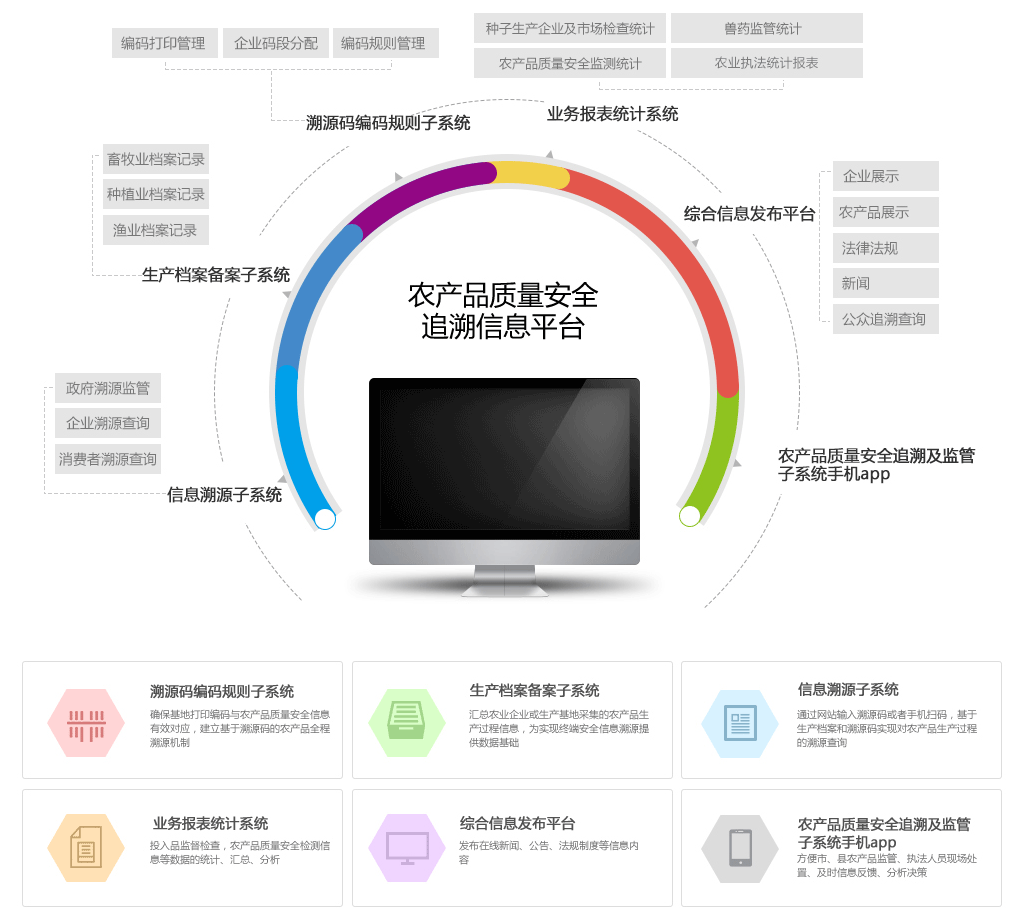 编码打印管理 企业码段分配 编码规则管理
种子生产企业及市场检查统计 兽药监管统计
农产品质量安全监测统计 农业执法统计报表
溯源码编码规则子系统
业务报表统计系统
畜牧业档案记录
种植业档案记录
渔业档案记录
生产档案备案子系统
综合信息发布平台
企业展示
农产品展示
法律法规
新闻
公众追溯查询
农产品质量安全
追溯信息平台
政府溯源监管
企业溯源查询
消费者溯源查询
信息溯源子系统
农产品质量安全追溯及监管
子系统手机app
溯源码编码规则子系统
确保基地打印编码与农产品质量安全信息
有效对应，建立基于溯源码的农产品全程
溯源机制
生产档案备案子系统
汇总农业企业或生产基地采集的农产品生
产过程信息，为实现终端安全信息溯源提
供数据基础
信息溯源子系统
通过网站输入溯源码或者手机扫码，基于
生产档案和溯源码实现对农产品生产过程
的溯源查询
业务报表统计系统
投入品监督检查，农产品质量安全检测信
息等数据的统计、汇总、分析
综合信息发布平台
发布在线新闻、公告、法规制度等信息内
容
农产品质量安全追溯及监管
子系统手机app
方便市、县农产品监管、执法人员现场处
置、及时信息反馈、分析决策